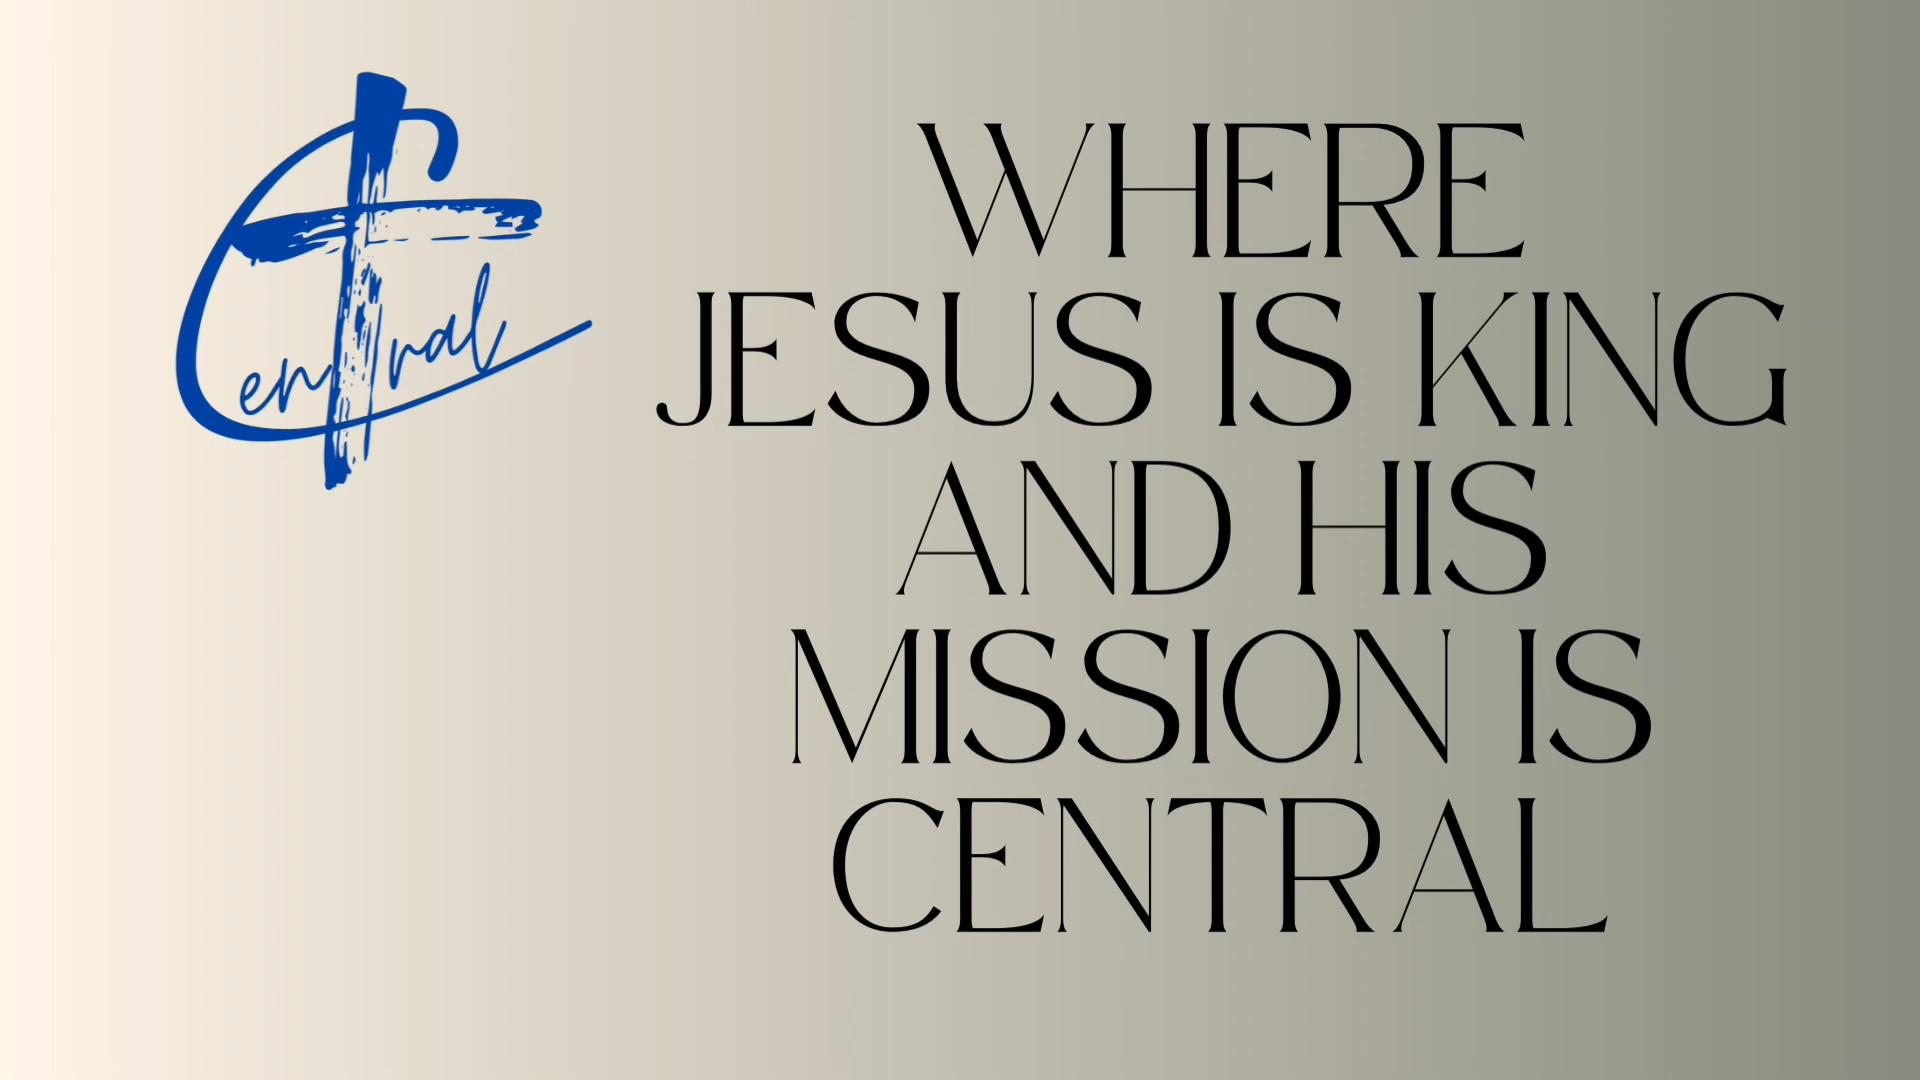 Central
WHERE
JESUS IS KING
AND HIS
MISSION IS
CENTRAL